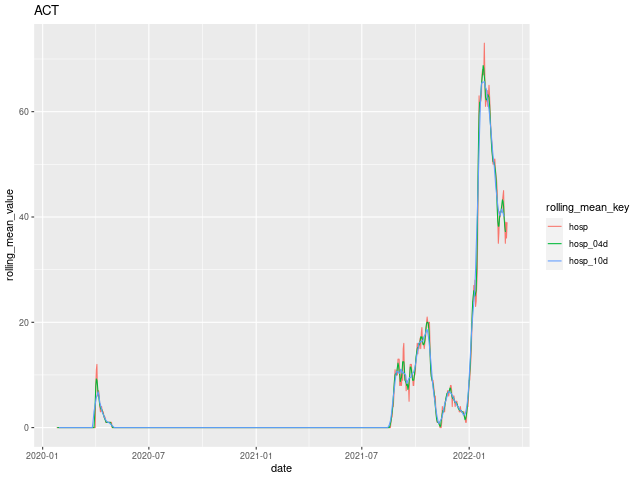 ACT
rolling_mean_value
60
40
20
0
2020-01
2020-07
2021-01
2021-07
2022-01
date
rolling_mean_key
hosp
hosp_04d
hosp_10d